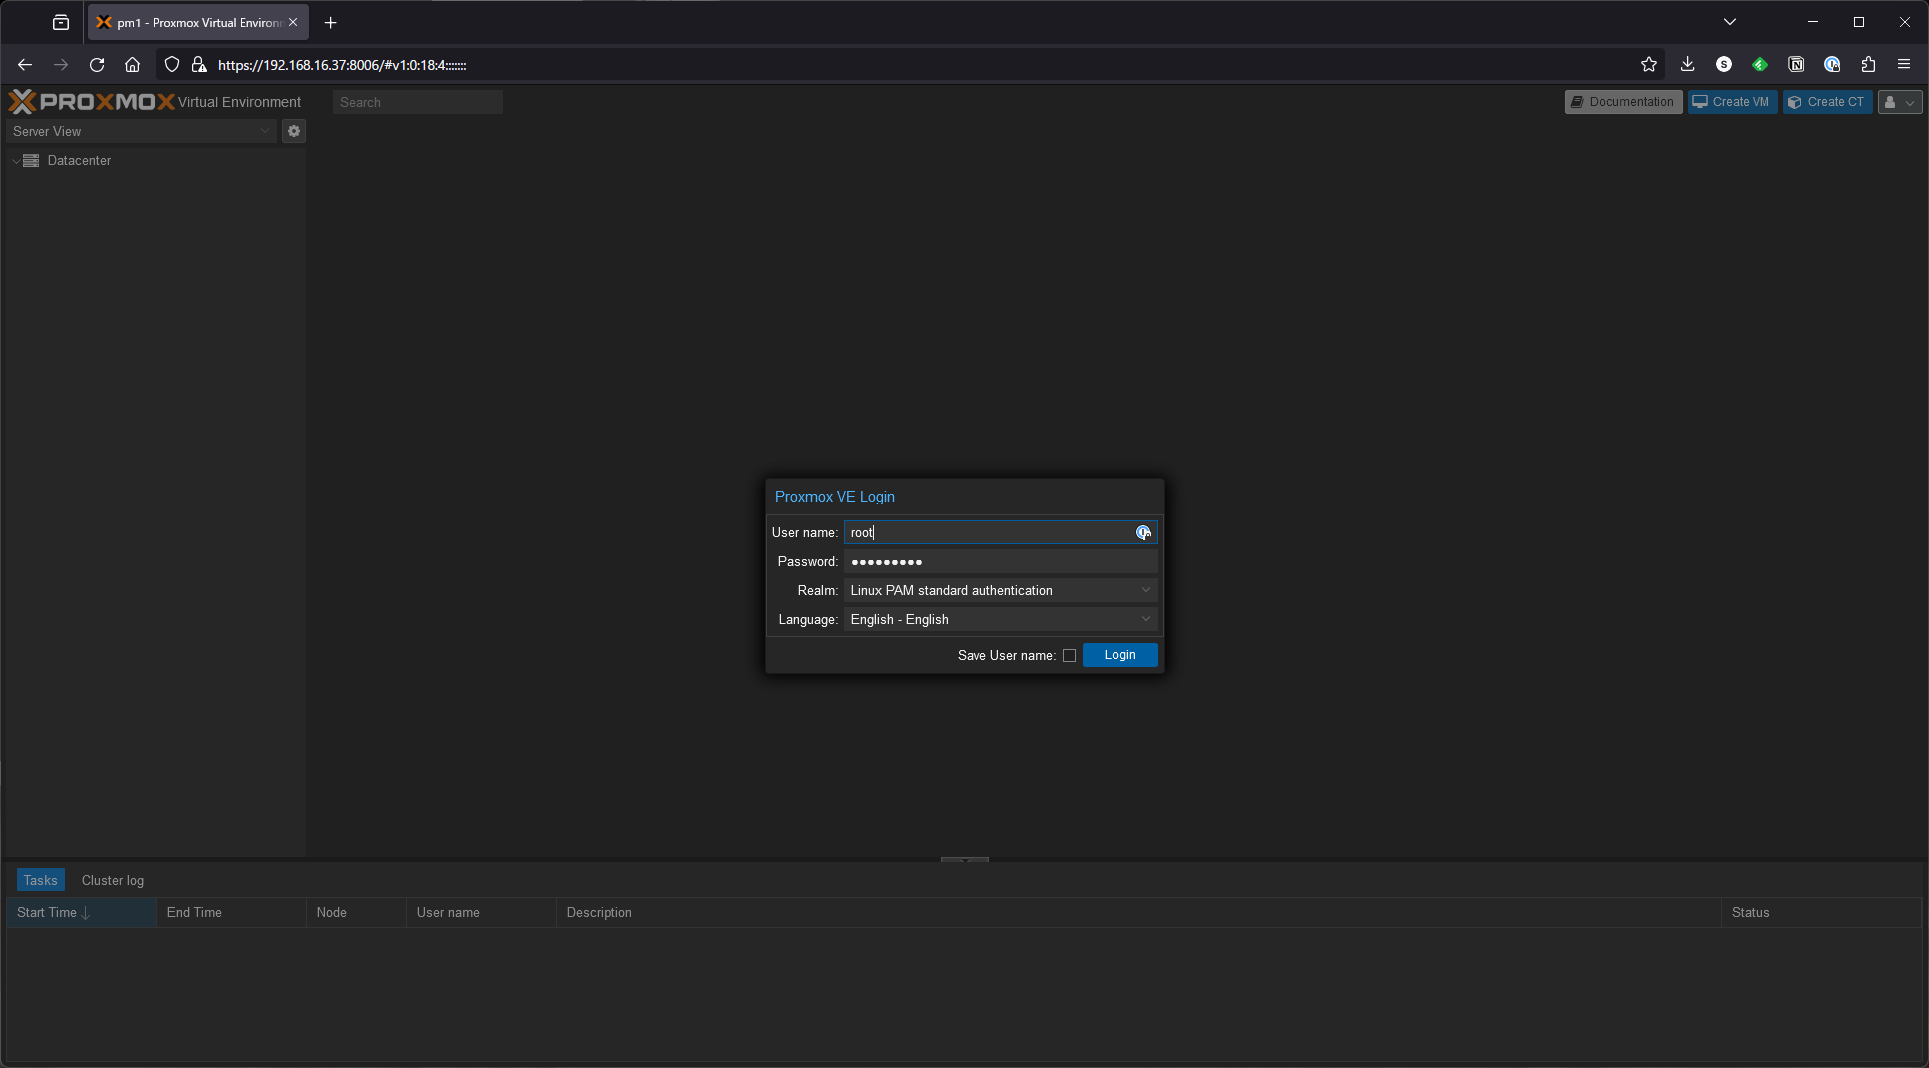 pm1 - Proxmox Virtual Environ
https://192.168.16.37:8006/#v1:0:18:4:::::::
S
PROXMOX Virtual Environment
Search
Documentation
Create VM
Create CT
Server View
Datacenter
Proxmox VE Login
User name: root
Password: •••••••••
Realm: Linux PAM standard authentication
Language: English - English
Save User name:
Login
Tasks
Cluster log
Start Time
End Time
Node
User name
Description
Status